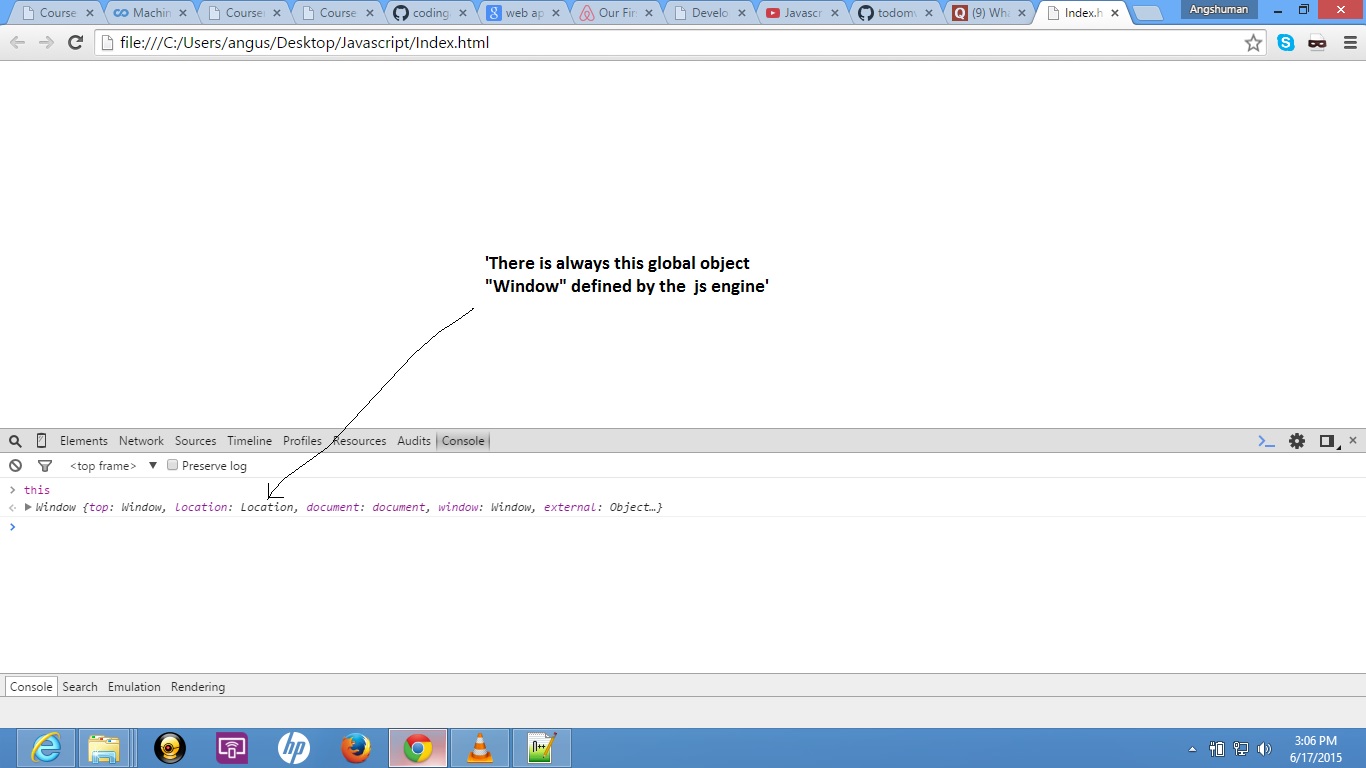 Course
Machin
Course
Course
coding
web ap
Our Fir
Develo
Javascr
todomv
(9) Wha
Index.h
Angshuman
file:///C:/Users/angus/Desktop/Javascript/Index.html
'There is always this global object
"Window" defined by the  js engine'
Elements Network Sources Timeline Profiles Resources Audits Console
<top frame> ▼ Preserve log
> this
Window {top: Window, location: Location, document: document, window: Window, external: Object…}
>
Console Search Emulation Rendering
hp
3:06 PM
6/17/2015